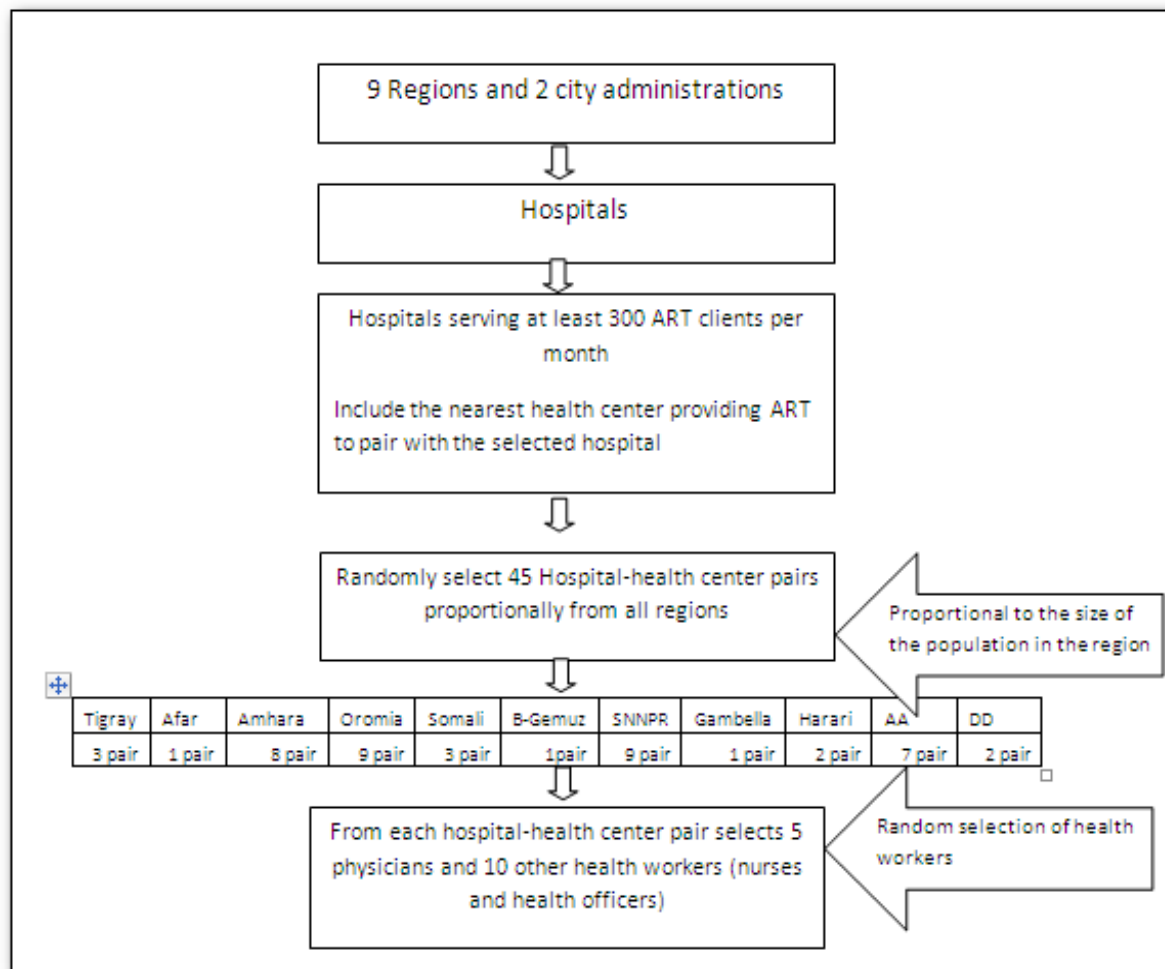 9 Regions and 2 city administrations
Hospitals
Hospitals serving at least 300 ART clients per
month
Include the nearest health center providing ART
to pair with the selected hospital
Randomly select 45 Hospital-health center pairs
proportionally from all regions
Proportional to the size of
the population in the region
Tigray Afar Amhara Oromia Somali B-Gemuz SNNPR Gambella Harari AA DD
3 pair 1 pair 8 pair 9 pair 3 pair 1pair 9 pair 1 pair 2 pair 7 pair 2 pair
From each hospital-health center pair selects 5
physicians and 10 other health workers (nurses
and health officers)
Random selection of health
workers